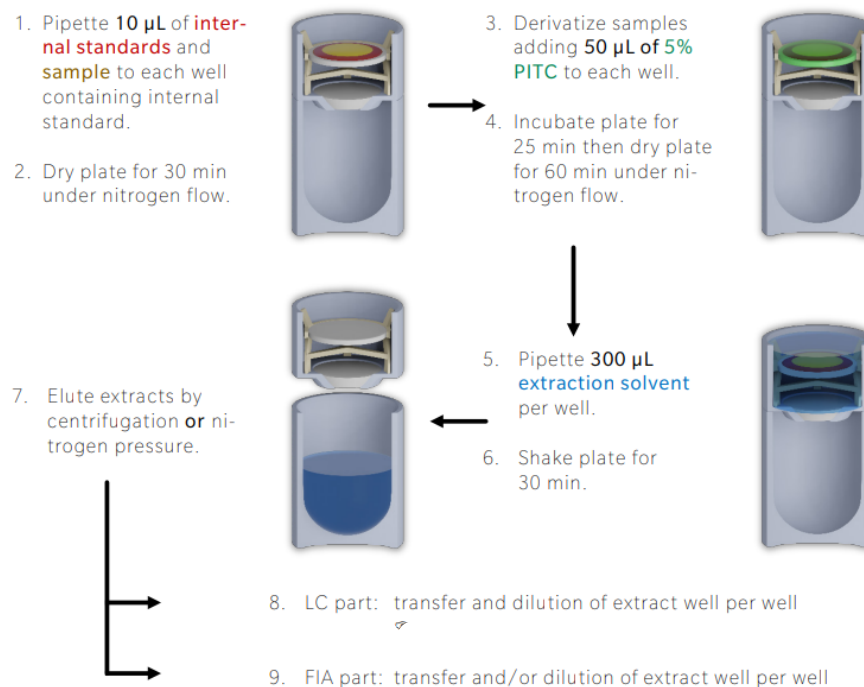 1. Pipette 10 µL of inter-
nal standards and
sample to each well
containing internal
standard.
2. Dry plate for 30 min
under nitrogen flow.
3. Derivatize samples
adding 50 µL of 5%
PITC to each well.
4. Incubate plate for
25 min then dry plate
for 60 min under ni-
trogen flow.
5. Pipette 300 µL
extraction solvent
per well.
6. Shake plate for
30 min.
7. Elute extracts by
centrifugation or ni-
trogen pressure.
8. LC part: transfer and dilution of extract well per well
9. FIA part: transfer and/or dilution of extract well per well